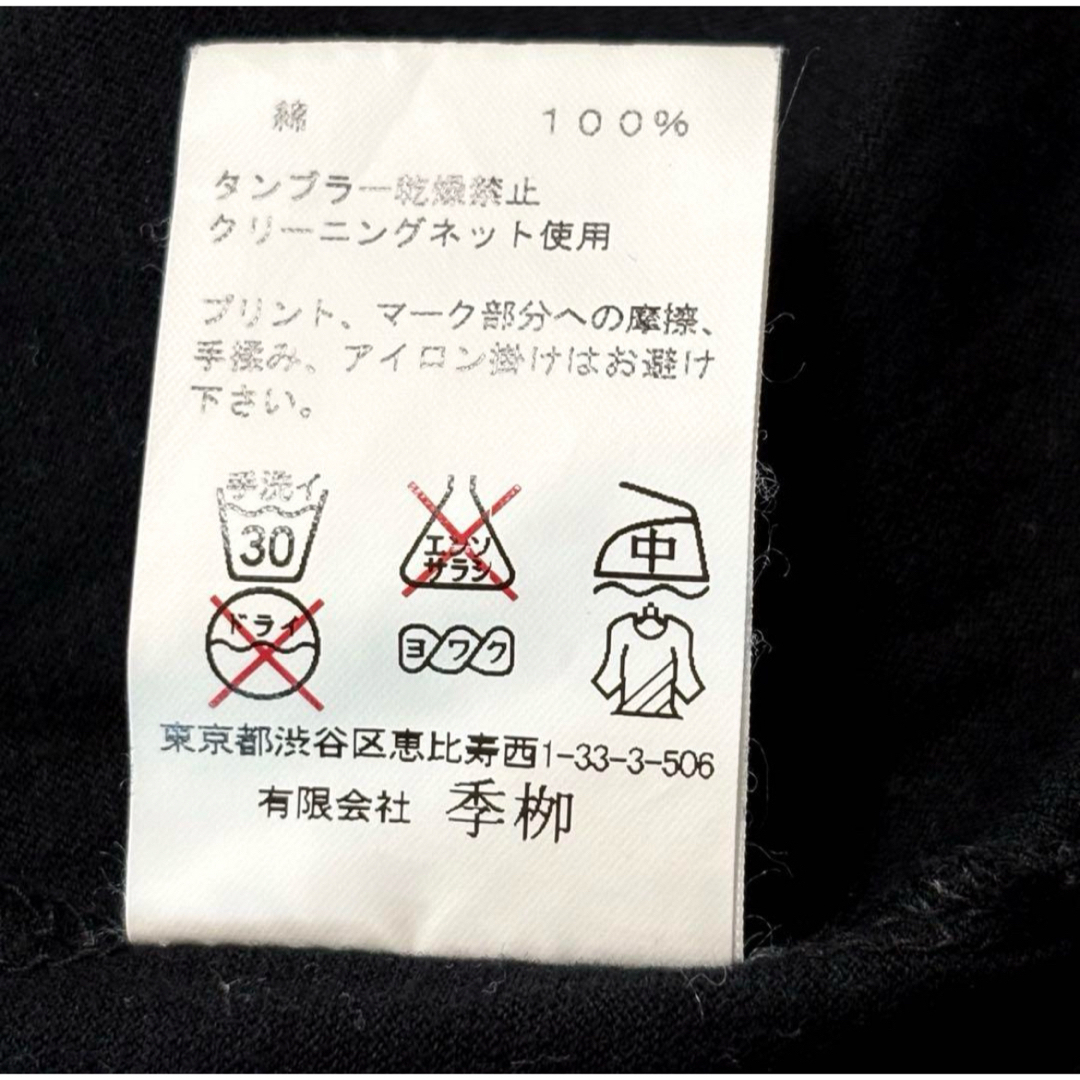 綿 100%
タンブラー乾燥禁止
クリーニングネット使用
プリント、マーク部分への摩擦、
手揉み、アイロン掛けはお避け
下さい。
手洗イ
30
エンソ
サラシ
中
ドライ
ヨワク
東京都渋谷区恵比寿西1-33-3-506
有限会社 季栁